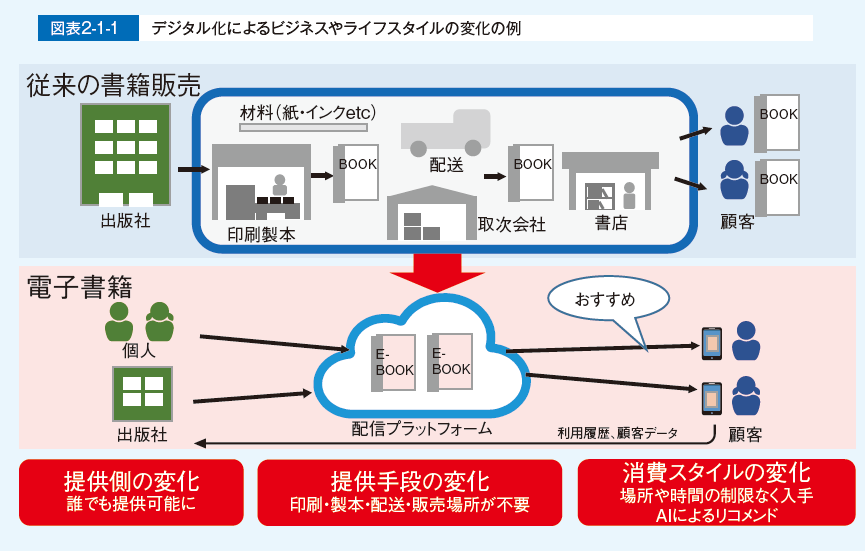 図表2-1-1 デジタル化によるビジネスやライフスタイルの変化の例
従来の書籍販売
材料（紙・インクetc）
BOOK
配送
BOOK
BOOK
BOOK
出版社
印刷製本
取次会社
書店
顧客
電子書籍
おすすめ
個人
E-
BOOK
E-
BOOK
出版社
配信プラットフォーム
利用履歴、顧客データ
顧客
提供側の変化
誰でも提供可能に
提供手段の変化
印刷・製本・配送・販売場所が不要
消費スタイルの変化
場所や時間の制限なく入手
AIによるリコメンド